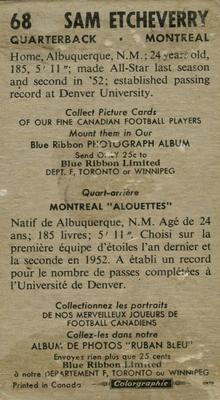 68 SAM ETCHEVERRY
QUARTERBACK · MONTREAL
Home, Albuquerque, N.M.; 24 years old,
185, 5' 11"; made All-Star last season
and second in '52; established passing
record at Denver University.
Collect Picture Cards
OF OUR FINE CANADIAN FOOTBALL PLAYERS
Mount them in Our
Blue Ribbon PHOTOGRAPH ALBUM
Send Only 25c to
Blue Ribbon Limited
DEPT. F, TORONTO or WINNIPEG
Quart-arrière
MONTREAL "ALOUETTES"
Natif de Albuquerque, N.M. Agé de 24
ans; 185 livres; 5' 11". Choisi sur la
première équipe d'étoiles l'an dernier et
la seconde en 1952. A établi un record
pour le nombre de passes complétées à
l'Université de Denver.
Collectionnez les portraits
DE NOS MERVEILLEUX JOUEURS DE
FOOTBALL CANADIENS
Collez-les dans notre
ALBUM DE PHOTOS "RUBAN BLEU"
Envoyez rien plus que 25 cents
Blue Ribbon Limited
à notre DEPARTEMENT F, TORONTO ou WINNIPEG
Printed in Canada Colorgraphic